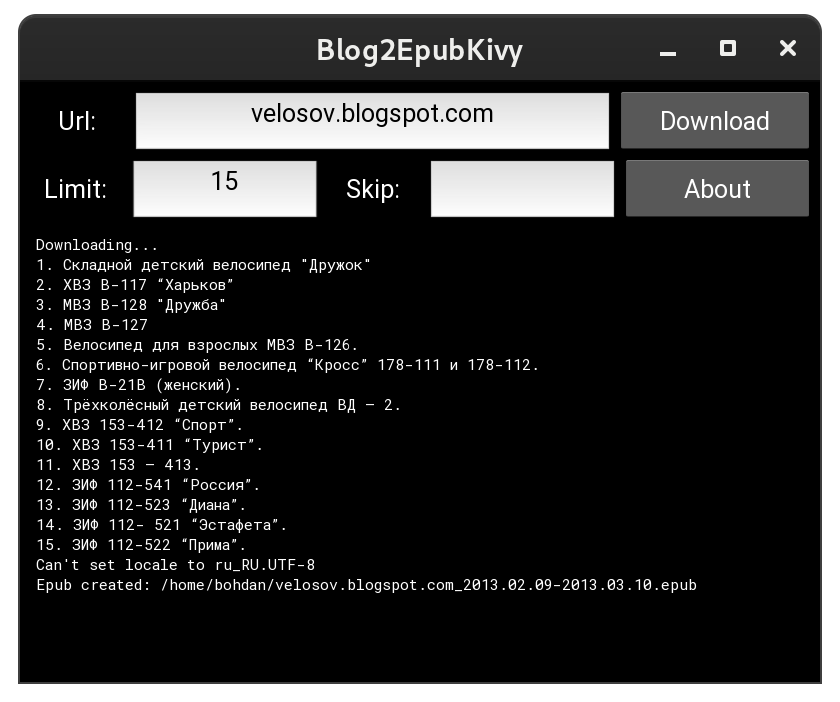 Blog2EpubKivy
Url: velosov.blogspot.com Download
Limit: 15 Skip: About
Downloading...
1. Складной детский велосипед "Дружок"
2. ХВЗ В-117 “Харьков”
3. МВЗ В-128 "Дружба"
4. МВЗ В-127
5. Велосипед для взрослых МВЗ В-126.
6. Спортивно-игровой велосипед “Кросс” 178-111 и 178-112.
7. ЗИФ В-21В (женский).
8. Трёхколёсный детский велосипед ВД – 2.
9. ХВЗ 153-412 “Спорт”.
10. ХВЗ 153-411 “Турист”.
11. ХВЗ 153 – 413.
12. ЗИФ 112-541 “Россия”.
13. ЗИФ 112-523 “Диана”.
14. ЗИФ 112- 521 “Эстафета”.
15. ЗИФ 112-522 “Прима”.
Can't set locale to ru_RU.UTF-8
Epub created: /home/bohdan/velosov.blogspot.com_2013.02.09-2013.03.10.epub